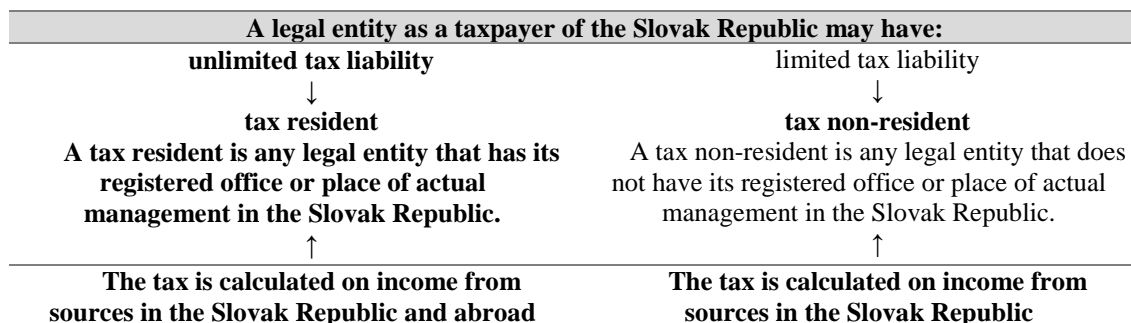 A legal entity as a taxpayer of the Slovak Republic may have:
unlimited tax liability
↓
tax resident
A tax resident is any legal entity that has its
registered office or place of actual
management in the Slovak Republic.
↑
The tax is calculated on income from
sources in the Slovak Republic and abroad
limited tax liability
↓
tax non-resident
A tax non-resident is any legal entity that does
not have its registered office or place of actual
management in the Slovak Republic.
↑
The tax is calculated on income from
sources in the Slovak Republic